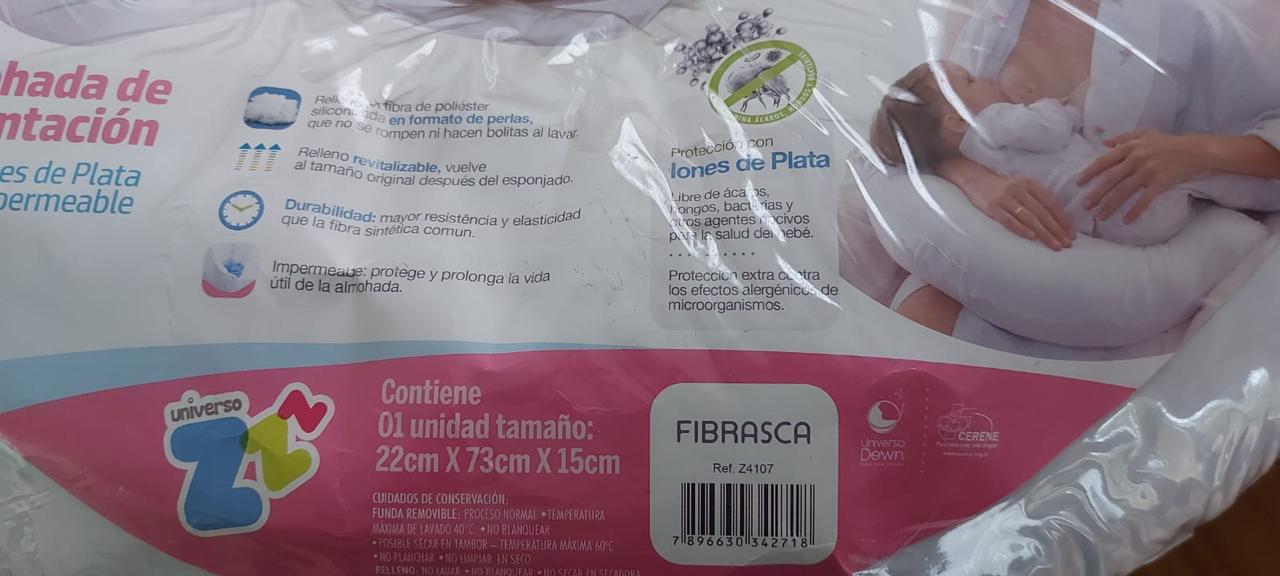 hada de
ntación
es de Plata
permeable
Relleno fibra de poliéster
siliconada en formato de perlas,
que no se rompen ni hacen bolitas al lavar.
Relleno revitalizable, vuelve
al tamaño original después del esponjado.
Durabilidad: mayor resistência y elasticidad
que la fibra sintética comun.
Impermeable: protege y prolonga la vida
útil de la almohada.
Protección con
Iones de Plata
Libre de ácaros,
hongos, bacterias y
otros agentes nocivos
para la salud del bebé.
Protección extra contra
los efectos alergénicos de
microorganismos.
universo
Contiene
01 unidad tamaño:
22cm X 73cm X 15cm
CUIDADOS DE CONSERVACIÓN:
FUNDA REMOVIBLE: PROCESO NORMAL •TEMPERATURA
MÁXIMA DE LAVADO 40°C •NO BLANQUEAR
•POSIBLE SECAR EN TAMBOR – TEMPERATURA MÁXIMA 60°C
•NO PLANCHAR •NO LIMPIAR EN SECO.
RELLENO: NO LAVAR •NO BLANQUEAR •NO SECAR EN SECADORA
FIBRASCA
Ref. Z4107
7 896630 342718
Universo
Down
CERENE